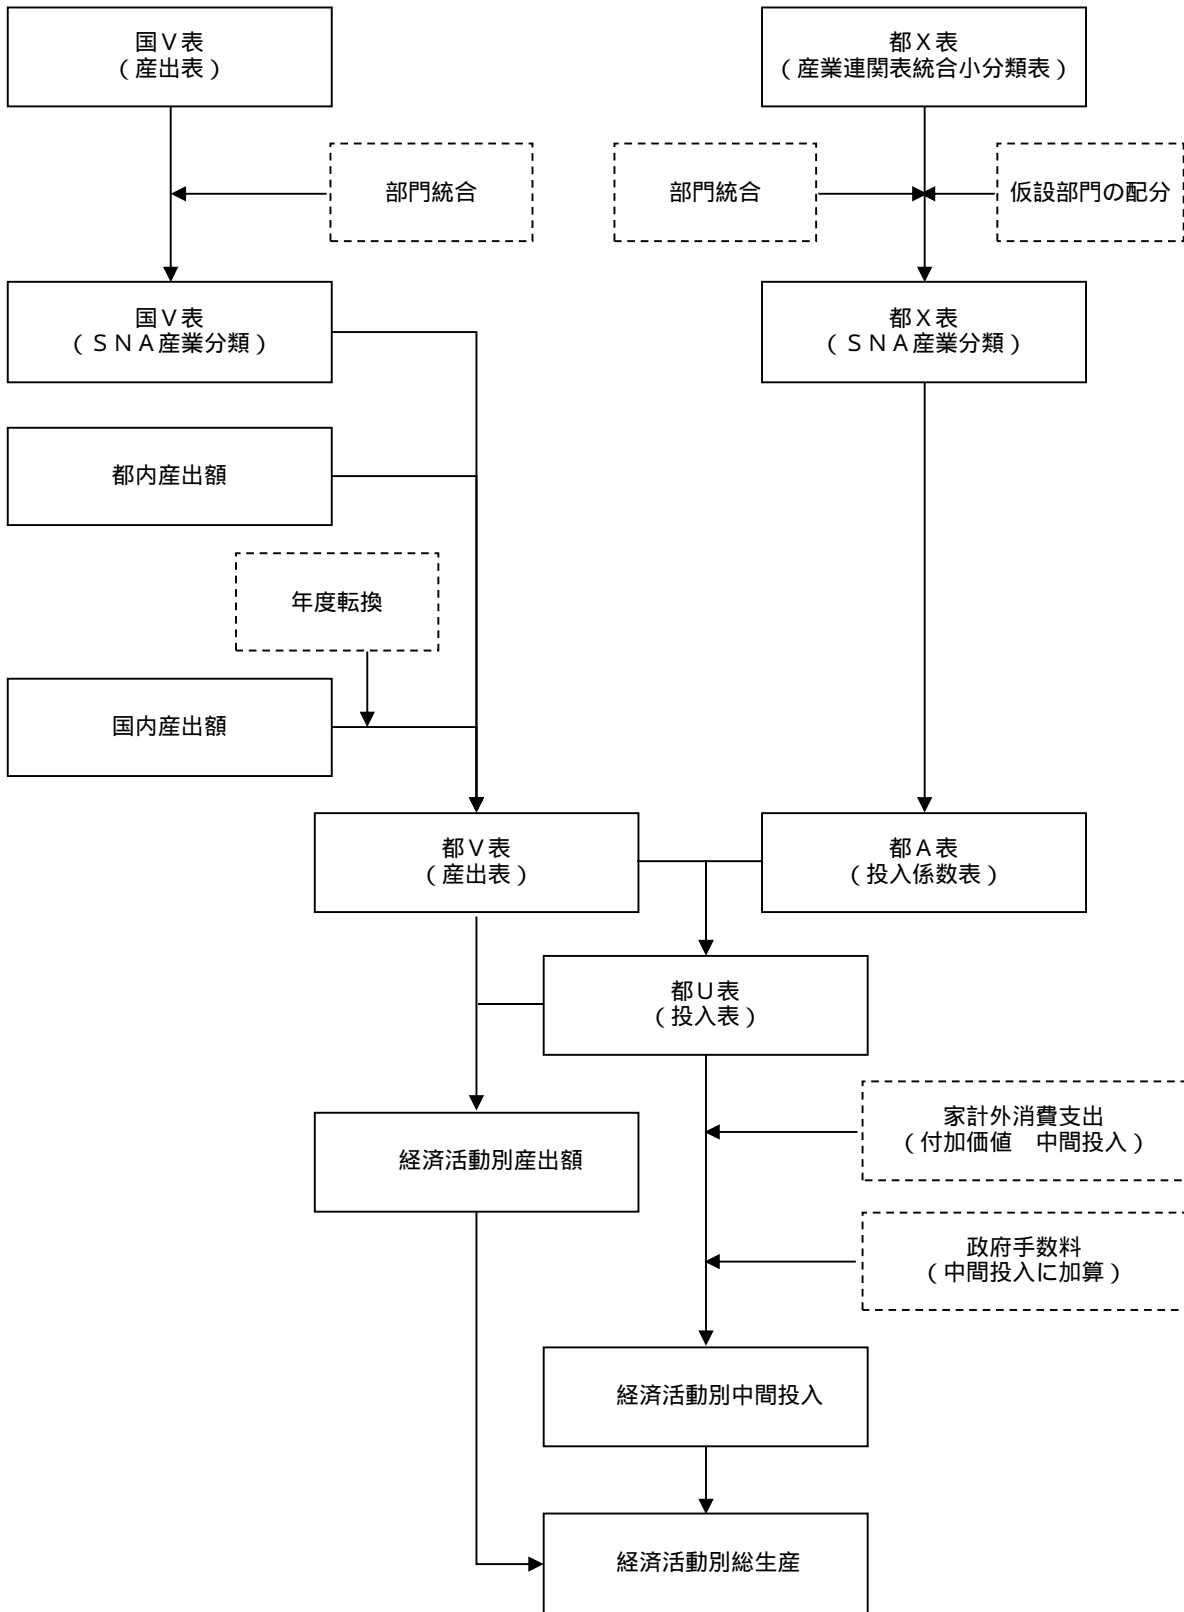 国V表
（産出表）
都X表
（産業連関表統合小分類表）
部門統合
部門統合
仮設部門の配分
国V表
（SNA産業分類）
都X表
（SNA産業分類）
都内産出額
年度転換
国内産出額
都V表
（産出表）
都A表
（投入係数表）
都U表
（投入表）
家計外消費支出
（付加価値　中間投入）
経済活動別産出額
政府手数料
（中間投入に加算）
経済活動別中間投入
経済活動別総生産